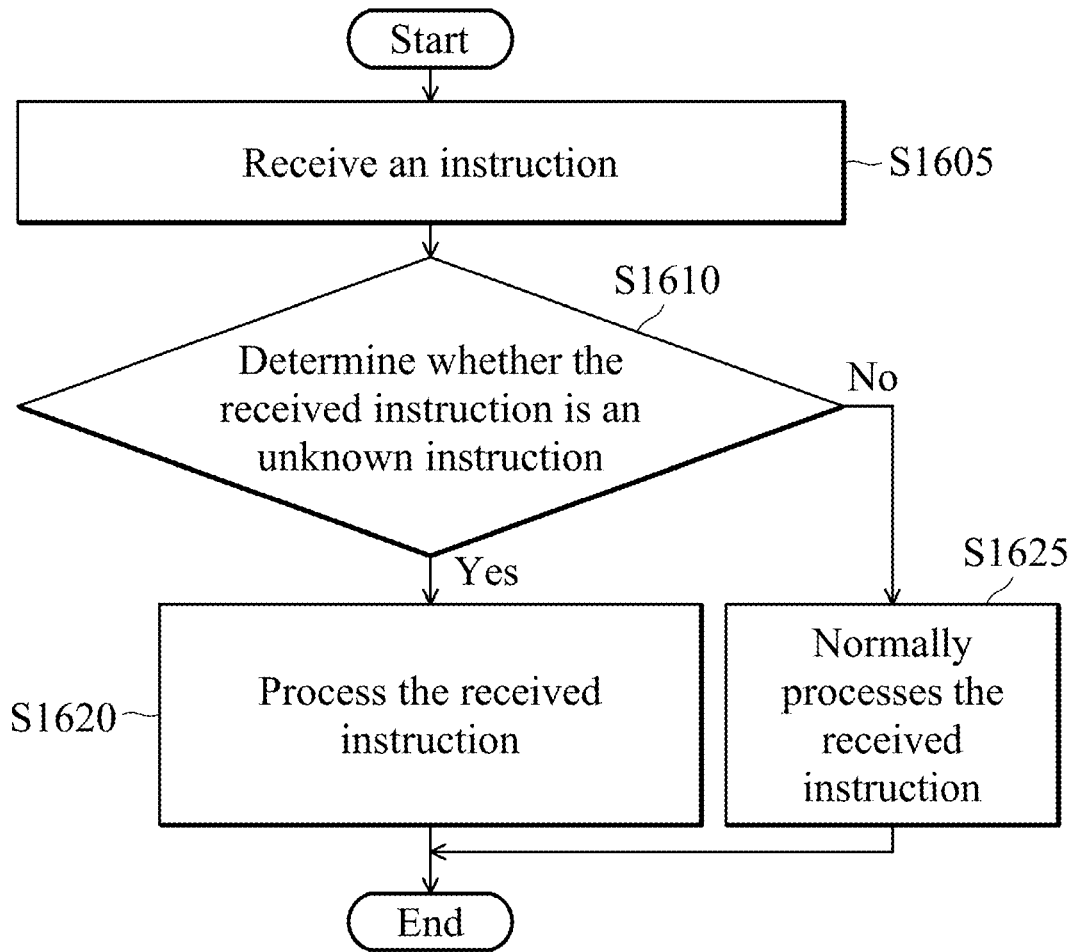 Start
Receive an instruction
S1605
S1610
Determine whether the
received instruction is an
unknown instruction
No
Yes
S1625
Process the received
instruction
S1620
Normally
processes the
received
instruction
End